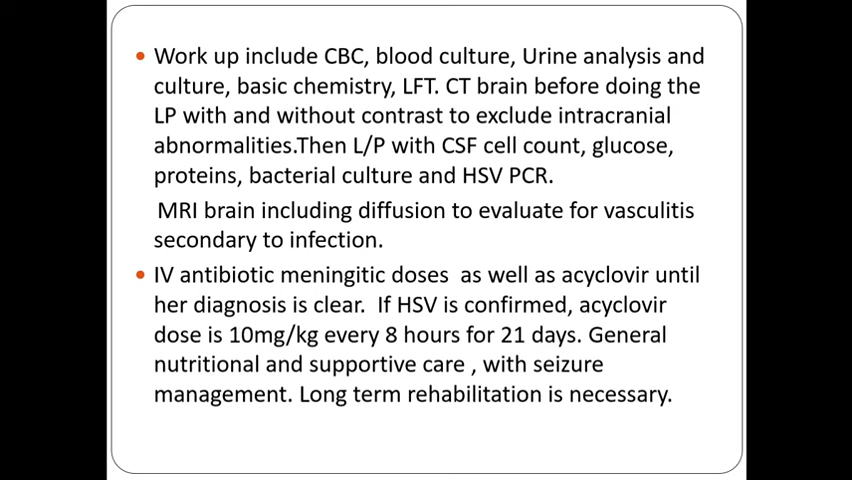 Work up include CBC, blood culture, Urine analysis and
culture, basic chemistry, LFT. CT brain before doing the
LP with and without contrast to exclude intracranial
abnormalities.Then L/P with CSF cell count, glucose,
proteins, bacterial culture and HSV PCR.
MRI brain including diffusion to evaluate for vasculitis
secondary to infection.
IV antibiotic meningitic doses as well as acyclovir until
her diagnosis is clear. If HSV is confirmed, acyclovir
dose is 10mg/kg every 8 hours for 21 days. General
nutritional and supportive care , with seizure
management. Long term rehabilitation is necessary.